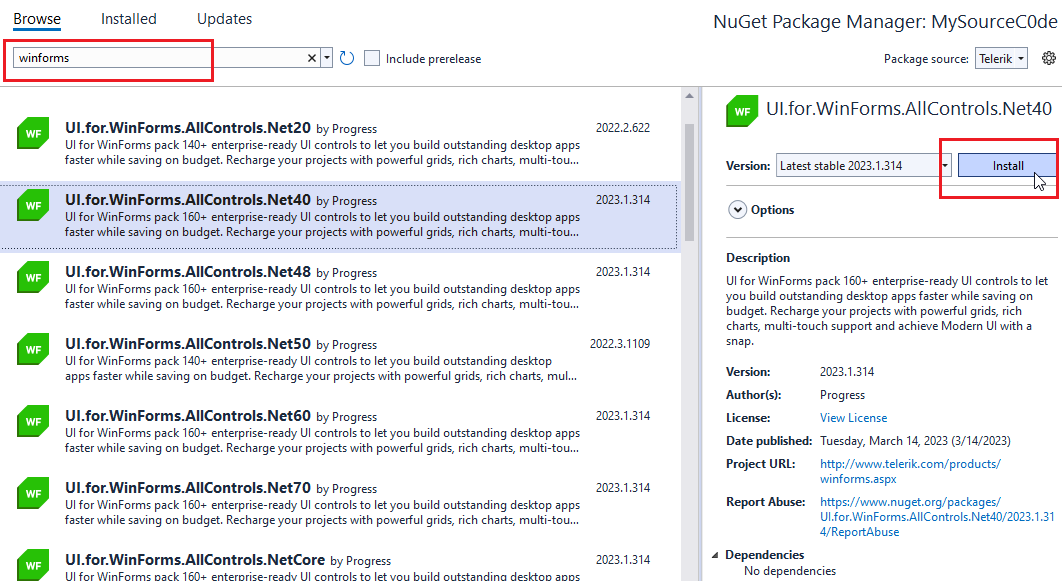 Browse Installed Updates
NuGet Package Manager: MySourceC0de
winforms
Include prerelease
Package source: Telerik
WF
UI.for.WinForms.AllControls.Net20 by Progress 2022.2.622
UI for WinForms pack 140+ enterprise-ready UI controls to let you build outstanding desktop apps
faster while saving on budget. Recharge your projects with powerful grids, rich charts, multi-tou...
WF
UI.for.WinForms.AllControls.Net40 by Progress 2023.1.314
UI for WinForms pack 160+ enterprise-ready UI controls to let you build outstanding desktop apps
faster while saving on budget. Recharge your projects with powerful grids, rich charts, multi-tou...
WF
UI.for.WinForms.AllControls.Net48 by Progress 2023.1.314
UI for WinForms pack 160+ enterprise-ready UI controls to let you build outstanding desktop apps
faster while saving on budget. Recharge your projects with powerful grids, rich charts, multi-tou...
WF
UI.for.WinForms.AllControls.Net50 by Progress 2022.3.1109
UI for WinForms pack 140+ enterprise-ready UI controls to let you build outstanding desktop
apps faster while saving on budget. Recharge your projects with powerful grids, rich charts, mul...
WF
UI.for.WinForms.AllControls.Net60 by Progress 2023.1.314
UI for WinForms pack 160+ enterprise-ready UI controls to let you build outstanding desktop apps
faster while saving on budget. Recharge your projects with powerful grids, rich charts, multi-tou...
WF
UI.for.WinForms.AllControls.Net70 by Progress 2023.1.314
UI for WinForms pack 160+ enterprise-ready UI controls to let you build outstanding desktop apps
faster while saving on budget. Recharge your projects with powerful grids, rich charts, multi-tou...
WF
UI.for.WinForms.AllControls.NetCore by Progress 2023.1.314
UI for WinForms pack 160+ enterprise-ready UI controls to let you build outstanding desktop apps
WF
UI.for.WinForms.AllControls.Net40
Version: Latest stable 2023.1.314 Install
Options
Description
UI for WinForms pack 160+ enterprise-ready UI controls to let
you build outstanding desktop apps faster while saving on
budget. Recharge your projects with powerful grids, rich
charts, multi-touch support and achieve Modern UI with a
snap.
Version: 2023.1.314
Author(s): Progress
License: View License
Date published: Tuesday, March 14, 2023 (3/14/2023)
Project URL: http://www.telerik.com/products/
winforms.aspx
Report Abuse: https://www.nuget.org/packages/
UI.for.WinForms.AllControls.Net40/2023.1.31
4/ReportAbuse
Dependencies
No dependencies